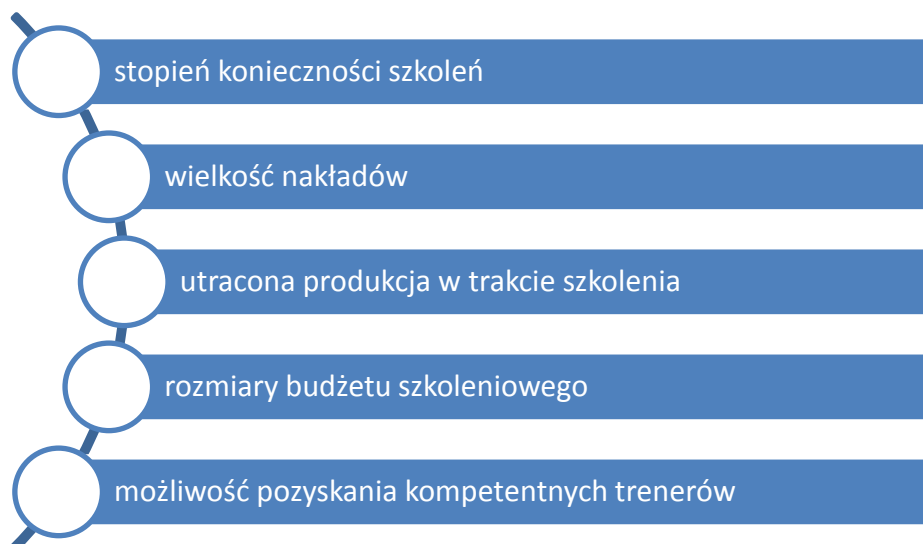 stopień konieczności szkoleń
wielkość nakładów
utracona produkcja w trakcie szkolenia
rozmiary budżetu szkoleniowego
możliwość pozyskania kompetentnych trenerów